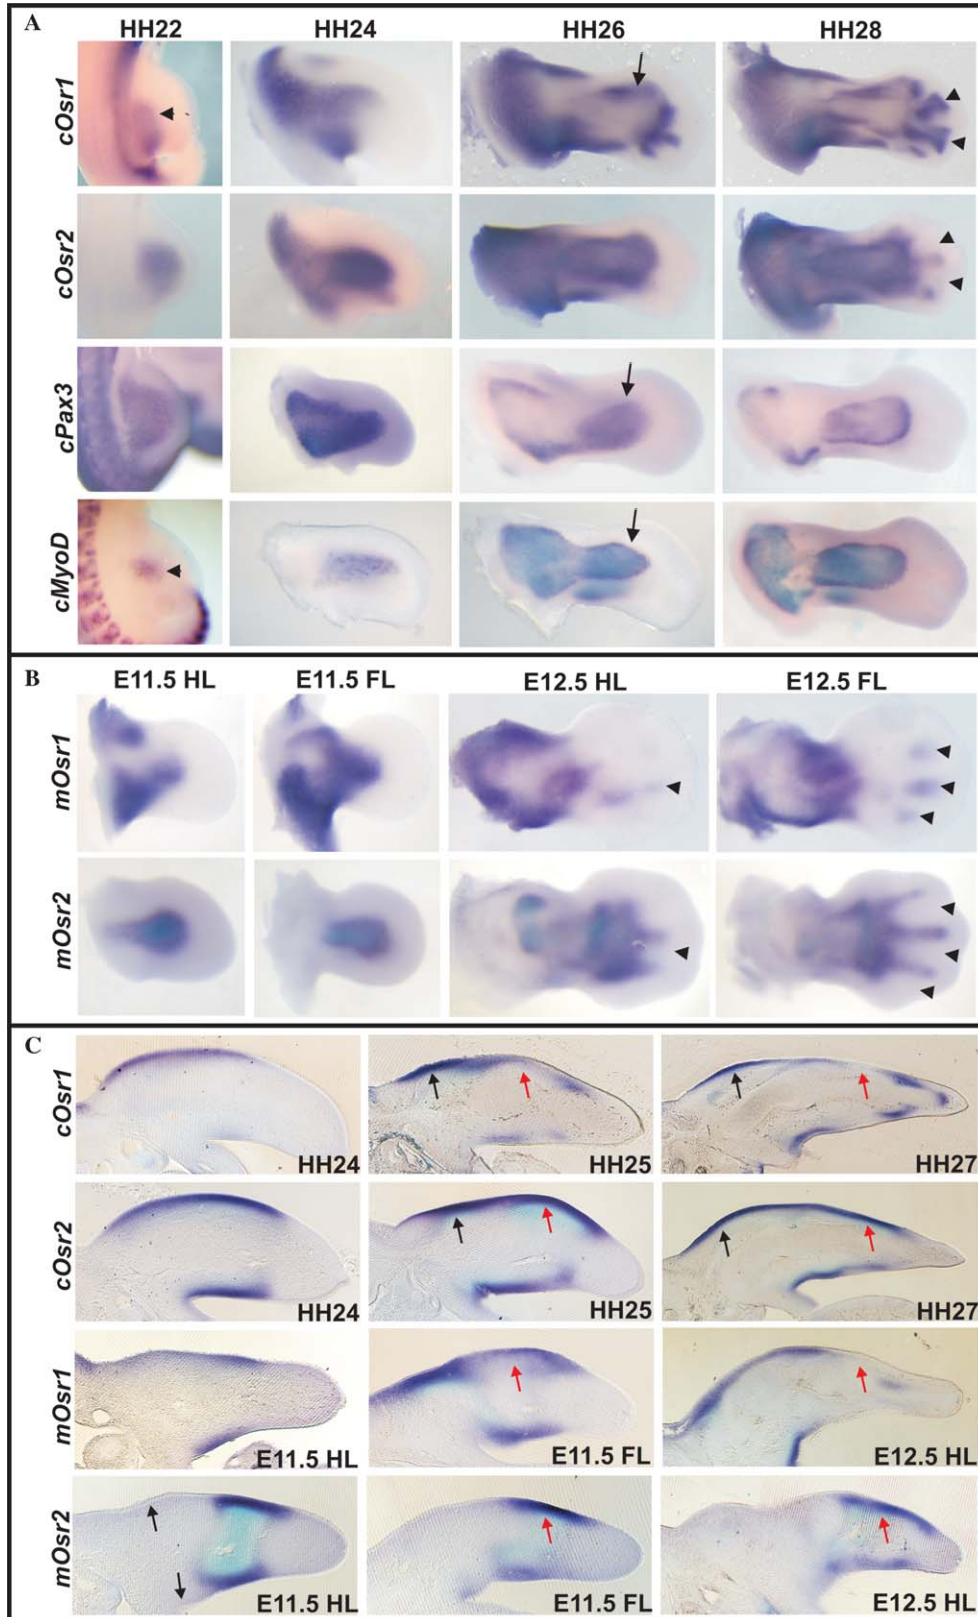 A
HH22 HH24 HH26 HH28
cOsr1
cOsr2
cPax3
cMyoD
B
E11.5 HL E11.5 FL E12.5 HL E12.5 FL
mOsr1
mOsr2
C
cOsr1
HH24 HH25 HH27
cOsr2
HH24 HH25 HH27
mOsr1
E11.5 HL E11.5 FL E12.5 HL
mOsr2
E11.5 HL E11.5 FL E12.5 HL